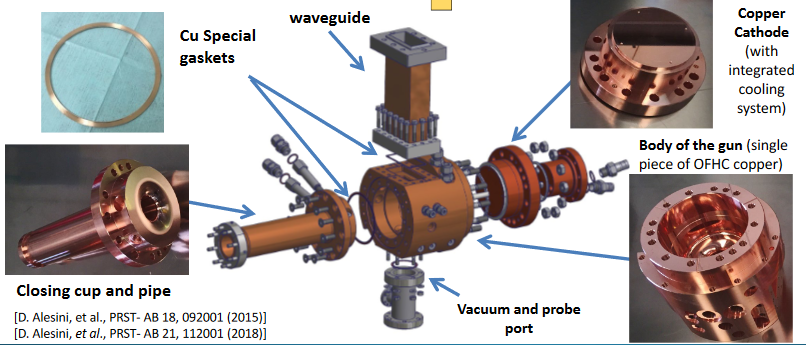 waveguide
Cu Special
gaskets
Copper
Cathode
(with
integrated
cooling
system)
Body of the gun (single
piece of OFHC copper)
Closing cup and pipe
Vacuum and probe
port
[D. Alesini, et al., PRST- AB 18, 092001 (2015)]
[D. Alesini, et al., PRST- AB 21, 112001 (2018)]